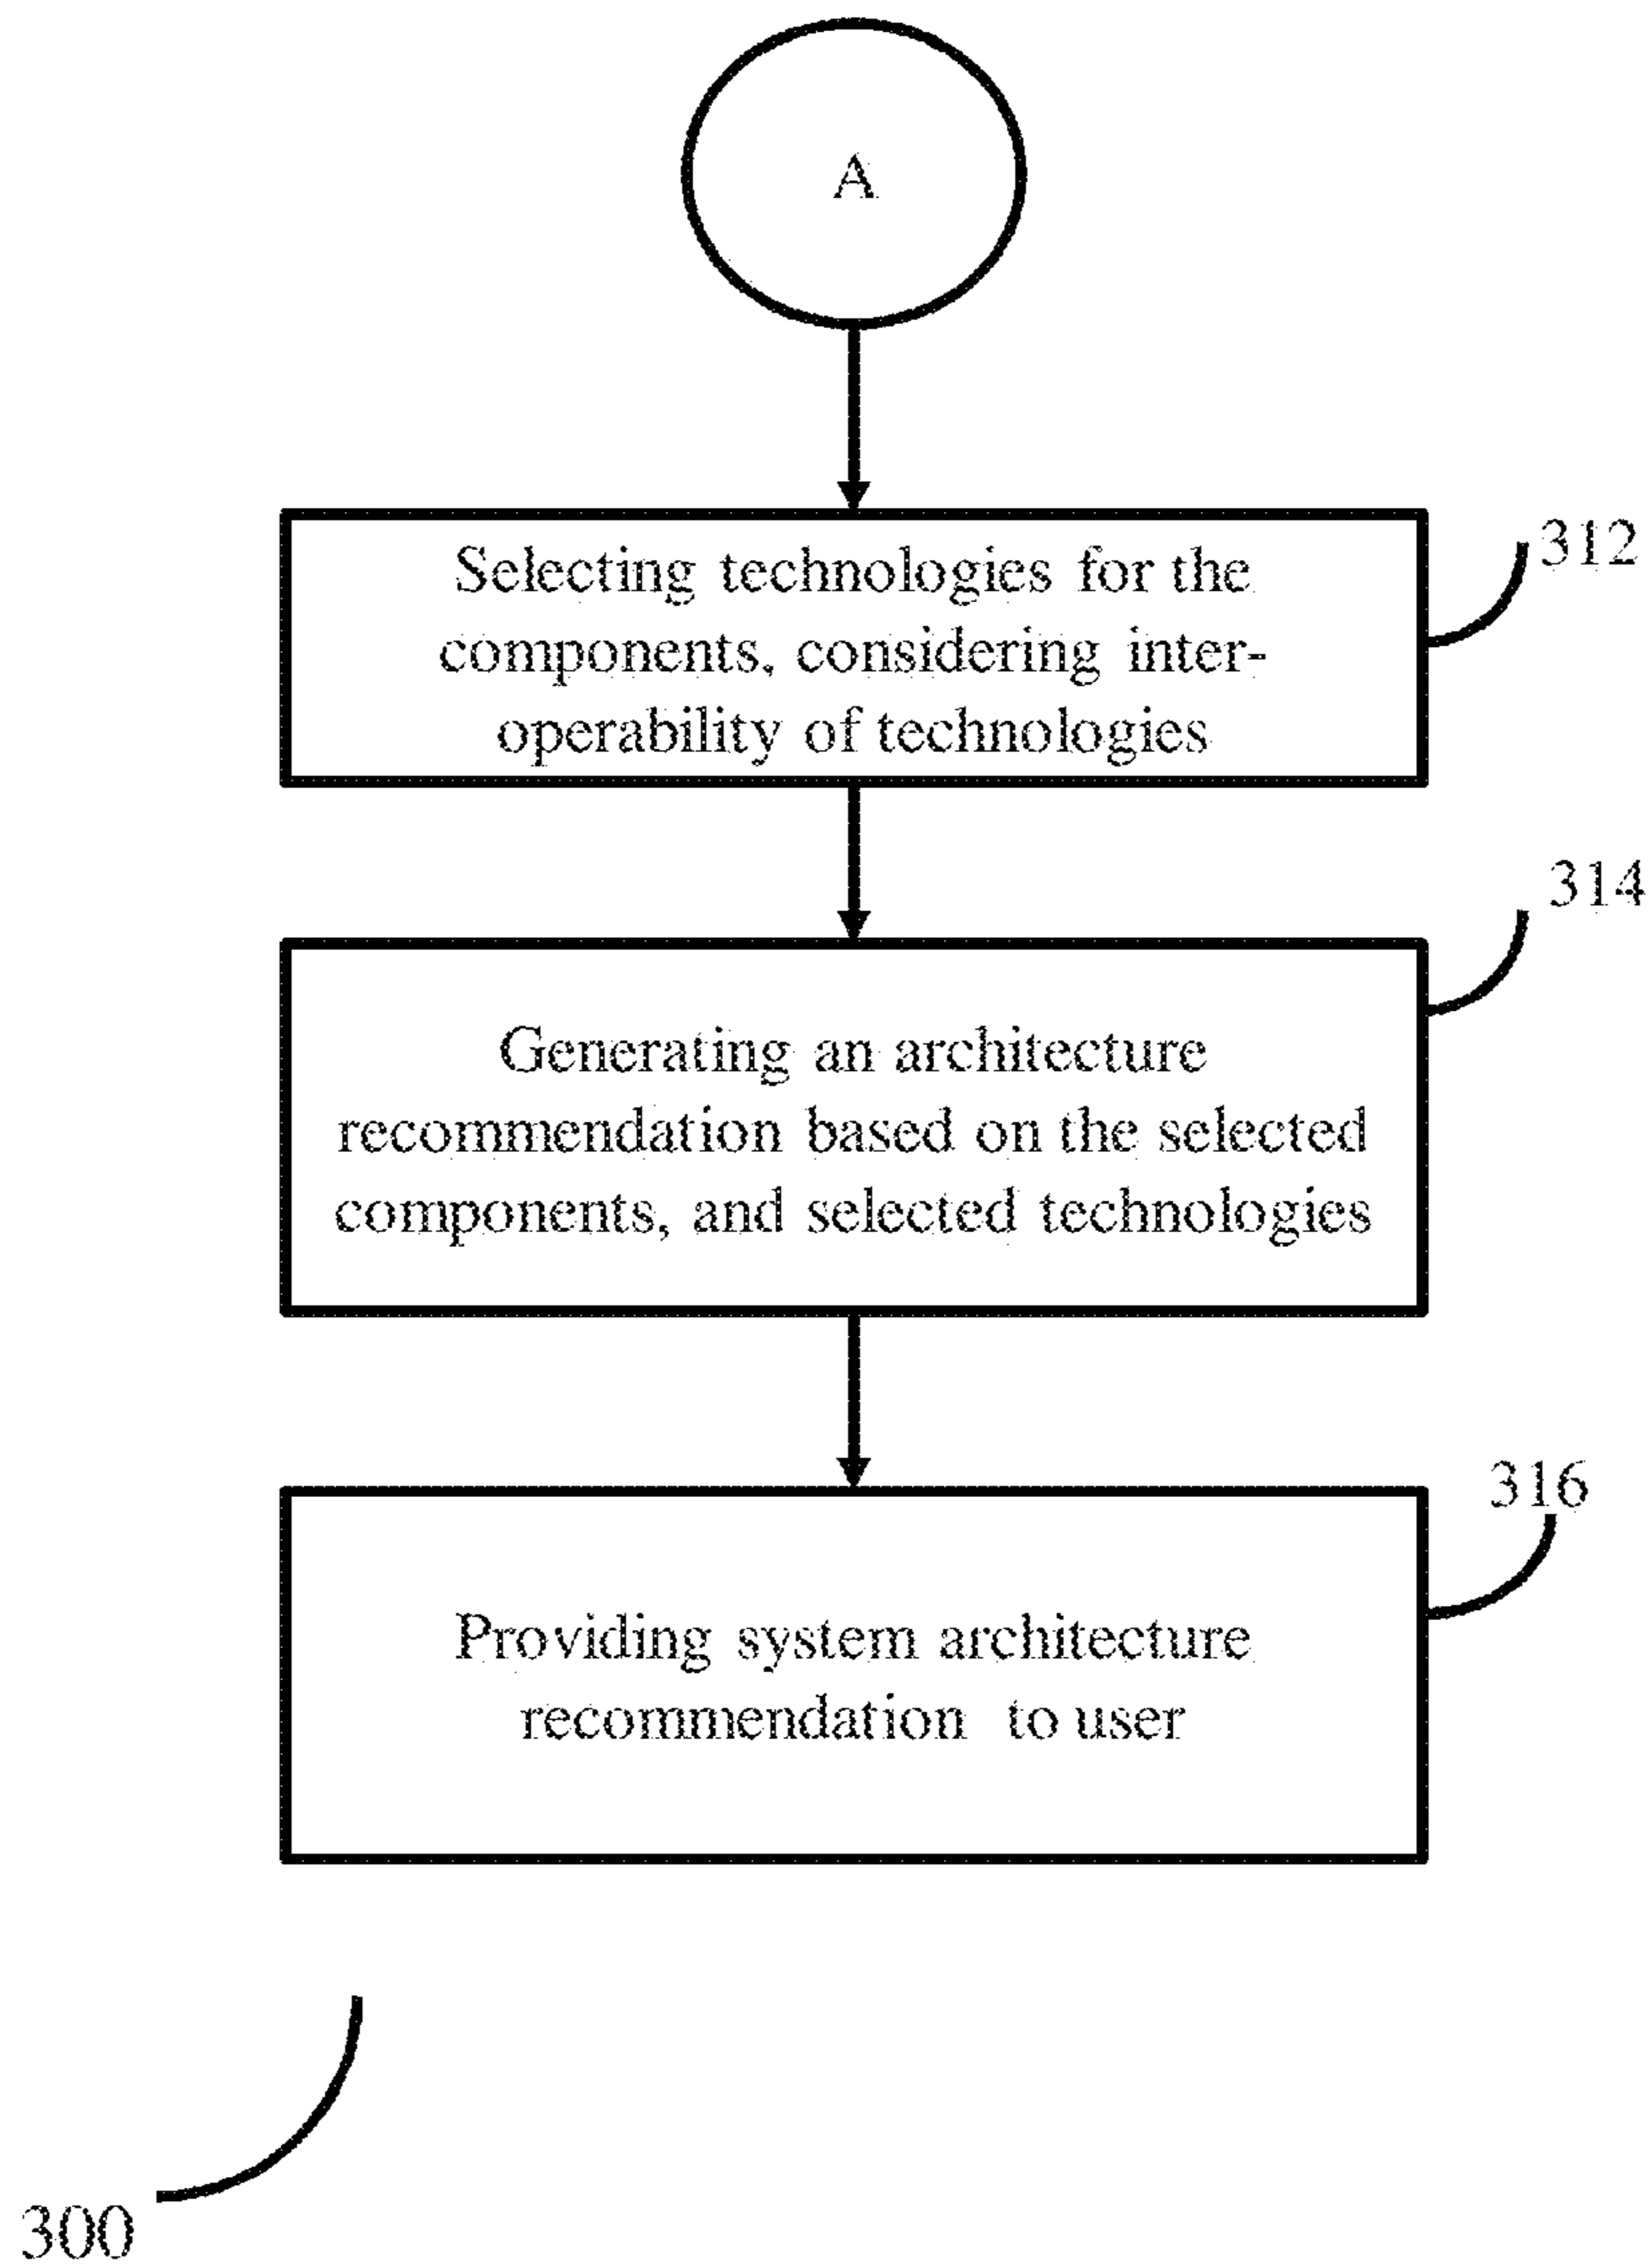 A
Selecting technologies for the
components, considering inter-
operability of technologies
312
Generating an architecture
recommendation based on the selected
components, and selected technologies
314
Providing system architecture
recommendation to user
316
300